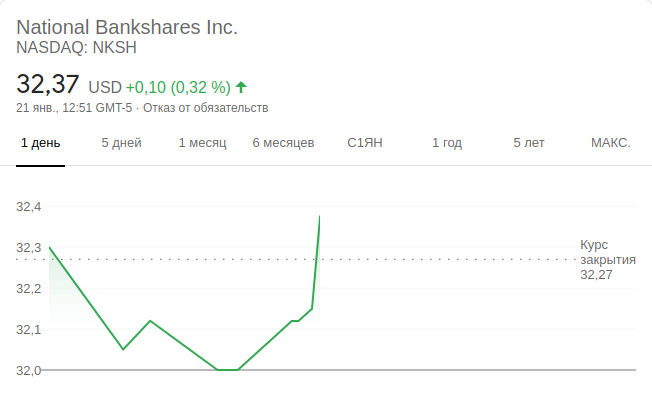 National Bankshares Inc.
NASDAQ: NKSH
32,37 USD +0,10 (0,32 %)
21 янв., 12:51 GMT-5 · Отказ от обязательств
1 день 5 дней 1 месяц 6 месяцев С1ЯН 1 год 5 лет МАКС.
32,4
32,3
32,2
32,1
32,0
Курс
закрытия
32,27